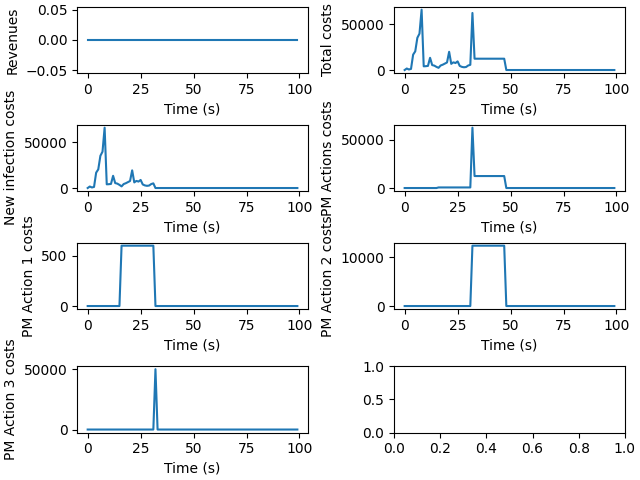 Revenues
0.05
0.00
−0.05
0 25 50 75 100
Time (s)
Total costs
50000
0
0 25 50 75 100
Time (s)
New infection costs
50000
0
0 25 50 75 100
Time (s)
PM Actions costs
50000
0
0 25 50 75 100
Time (s)
PM Action 1 costs
500
0
0 25 50 75 100
Time (s)
PM Action 2 costs
10000
0
0 25 50 75 100
Time (s)
PM Action 3 costs
50000
0
0 25 50 75 100
Time (s)
1.0
0.5
0.0
0.0 0.2 0.4 0.6 0.8 1.0